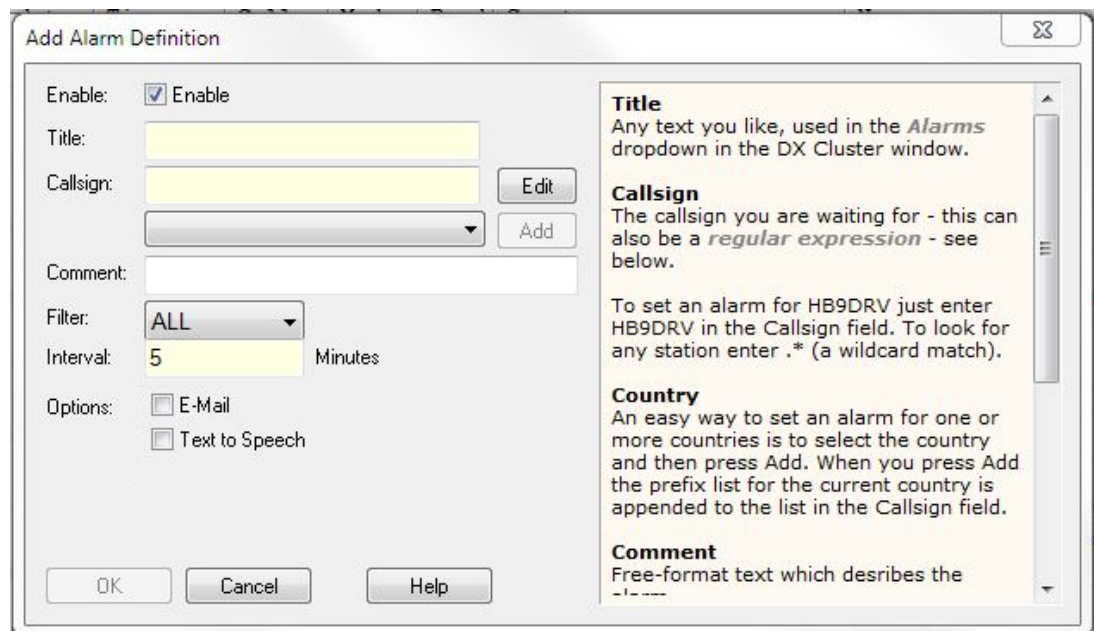 Add Alarm Definition
Enable: Enable
Title:
Callsign: Edit
Add
Comment:
Filter: ALL
Interval: 5 Minutes
Options: E-Mail
Text to Speech
OK Cancel Help
Title
Any text you like, used in the Alarms
dropdown in the DX Cluster window.
Callsign
The callsign you are waiting for - this can
also be a regular expression - see
below.
To set an alarm for HB9DRV just enter
HB9DRV in the Callsign field. To look for
any station enter .* (a wildcard match).
Country
An easy way to set an alarm for one or
more countries is to select the country
and then press Add. When you press Add
the prefix list for the current country is
appended to the list in the Callsign field.
Comment
Free-format text which desribes the